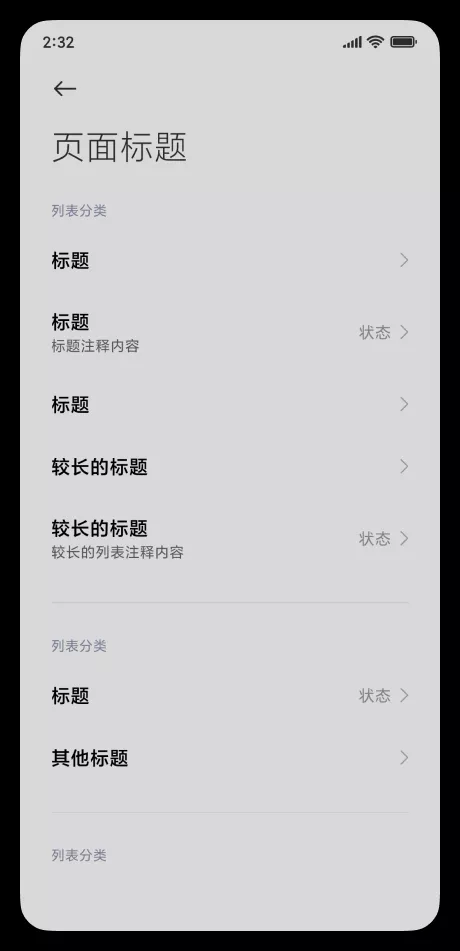 2:32
页面标题
列表分类
标题
标题
状态
标题注释内容
标题
较长的标题
较长的标题
状态
较长的列表注释内容
列表分类
标题
状态
其他标题
列表分类